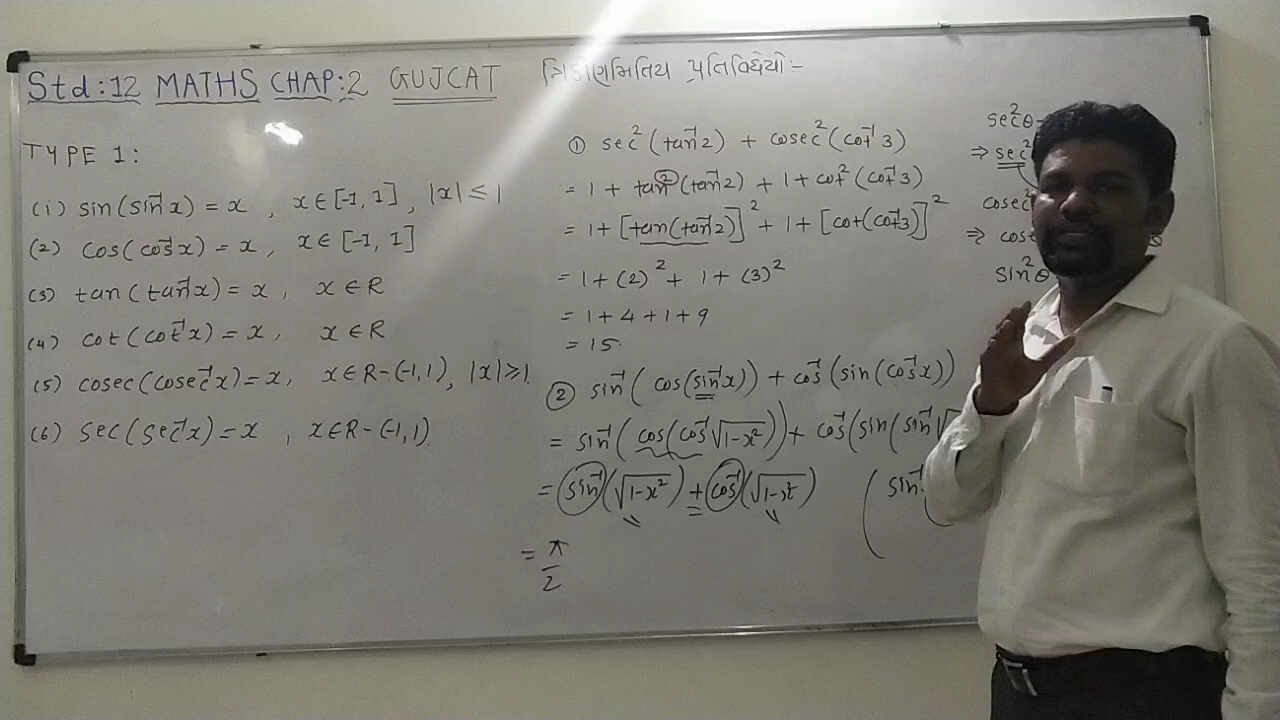 Std:12 MATHS CHAP:2 GUJCAT ત્રિકોણમિતિય પ્રતિવિધેયો:-
TYPE 1:
(1) sin(sin⁻¹x) = x , x∈[-1, 1] , |x| ≤ 1
(2) cos(cos⁻¹x) = x , x∈[-1, 1]
(3) tan(tan⁻¹x) = x , x∈R
(4) cot(cot⁻¹x) = x , x∈R
(5) cosec(cosec⁻¹x) = x, x∈R-(-1,1), |x| ≥ 1
(6) sec(sec⁻¹x) = x , x∈R-(-1,1)
① sec²(tan⁻¹2) + cosec²(cot⁻¹3)
= 1 + tan²(tan⁻¹2) + 1 + cot²(cot⁻¹3)
= 1 + [tan(tan⁻¹2)]² + 1 + [cot(cot⁻¹3)]²
= 1 + (2)² + 1 + (3)²
= 1 + 4 + 1 + 9
= 15
② sin⁻¹(cos(sin⁻¹x)) + cos⁻¹(sin(cos⁻¹x))
= sin⁻¹(cos(cos⁻¹√1-x²)) + cos⁻¹(sin(sin⁻¹√
= sin⁻¹(√1-x²) + cos⁻¹(√1-x²) (sin⁻¹
= π/2
sec²θ
⇒ sec²
cosec²
⇒
sin²θ